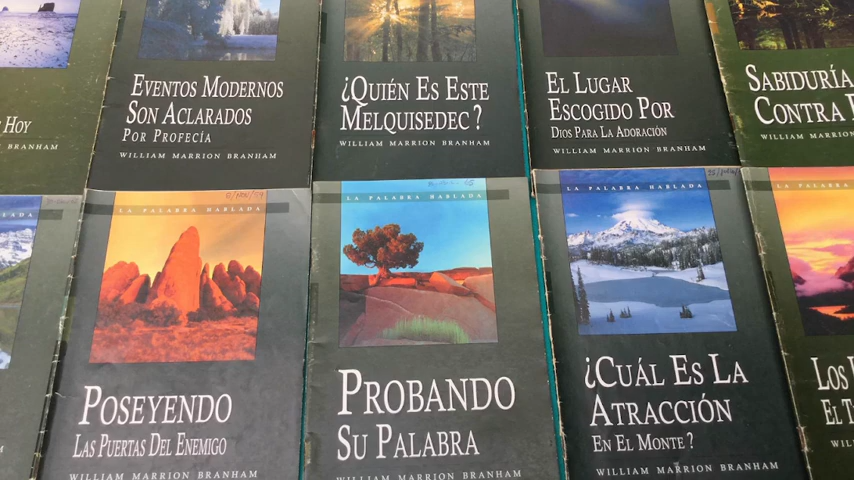 HOY
EVENTOS MODERNOS
SON ACLARADOS
POR PROFECÍA
WILLIAM MARRION BRANHAM
¿QUIÉN ES ESTE
MELQUISEDEC?
WILLIAM MARRION BRANHAM
EL LUGAR
ESCOGIDO POR
DIOS PARA LA ADORACIÓN
WILLIAM MARRION BRANHAM
SABIDURÍA
CONTRA
WILLIAM MARRION
LA PALABRA HABLADA
POSEYENDO
LAS PUERTAS DEL ENEMIGO
WILLIAM MARRION BRANHAM
LA PALABRA HABLADA
PROBANDO
SU PALABRA
WILLIAM MARRION BRANHAM
LA PALABRA HABLADA
¿CUÁL ES LA
ATRACCIÓN
EN EL MONTE?
WILLIAM MARRION BRANHAM
LA PALABRA
LOS
EL
WILLIAM